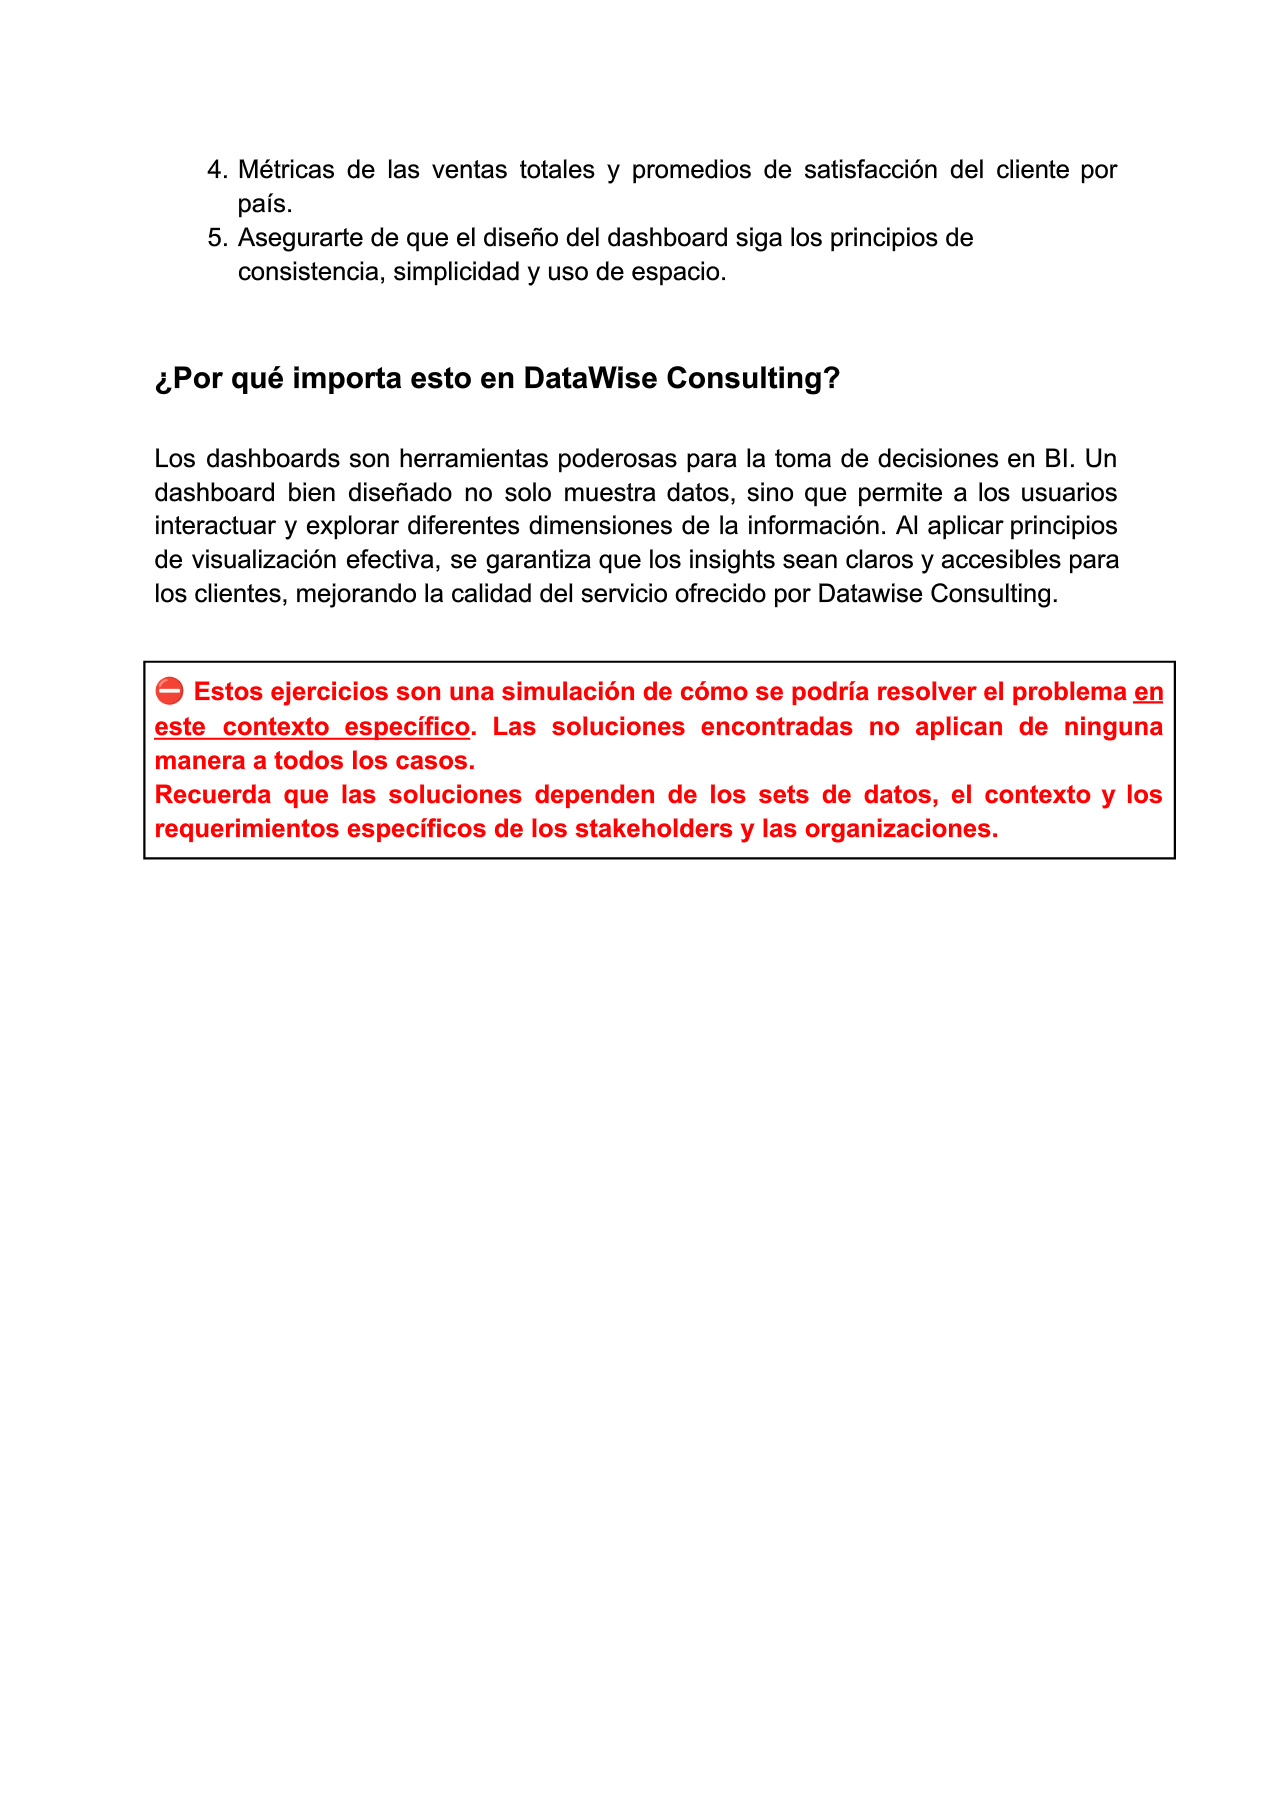 4. Métricas de las ventas totales y promedios de satisfacción del cliente por
país.
5. Asegurarte de que el diseño del dashboard siga los principios de
consistencia, simplicidad y uso de espacio.
¿Por qué importa esto en DataWise Consulting?
Los dashboards son herramientas poderosas para la toma de decisiones en BI. Un
dashboard bien diseñado no solo muestra datos, sino que permite a los usuarios
interactuar y explorar diferentes dimensiones de la información. Al aplicar principios
de visualización efectiva, se garantiza que los insights sean claros y accesibles para
los clientes, mejorando la calidad del servicio ofrecido por Datawise Consulting.
⛔ Estos ejercicios son una simulación de cómo se podría resolver el problema en
este contexto específico. Las soluciones encontradas no aplican de ninguna
manera a todos los casos.
Recuerda que las soluciones dependen de los sets de datos, el contexto y los
requerimientos específicos de los stakeholders y las organizaciones.